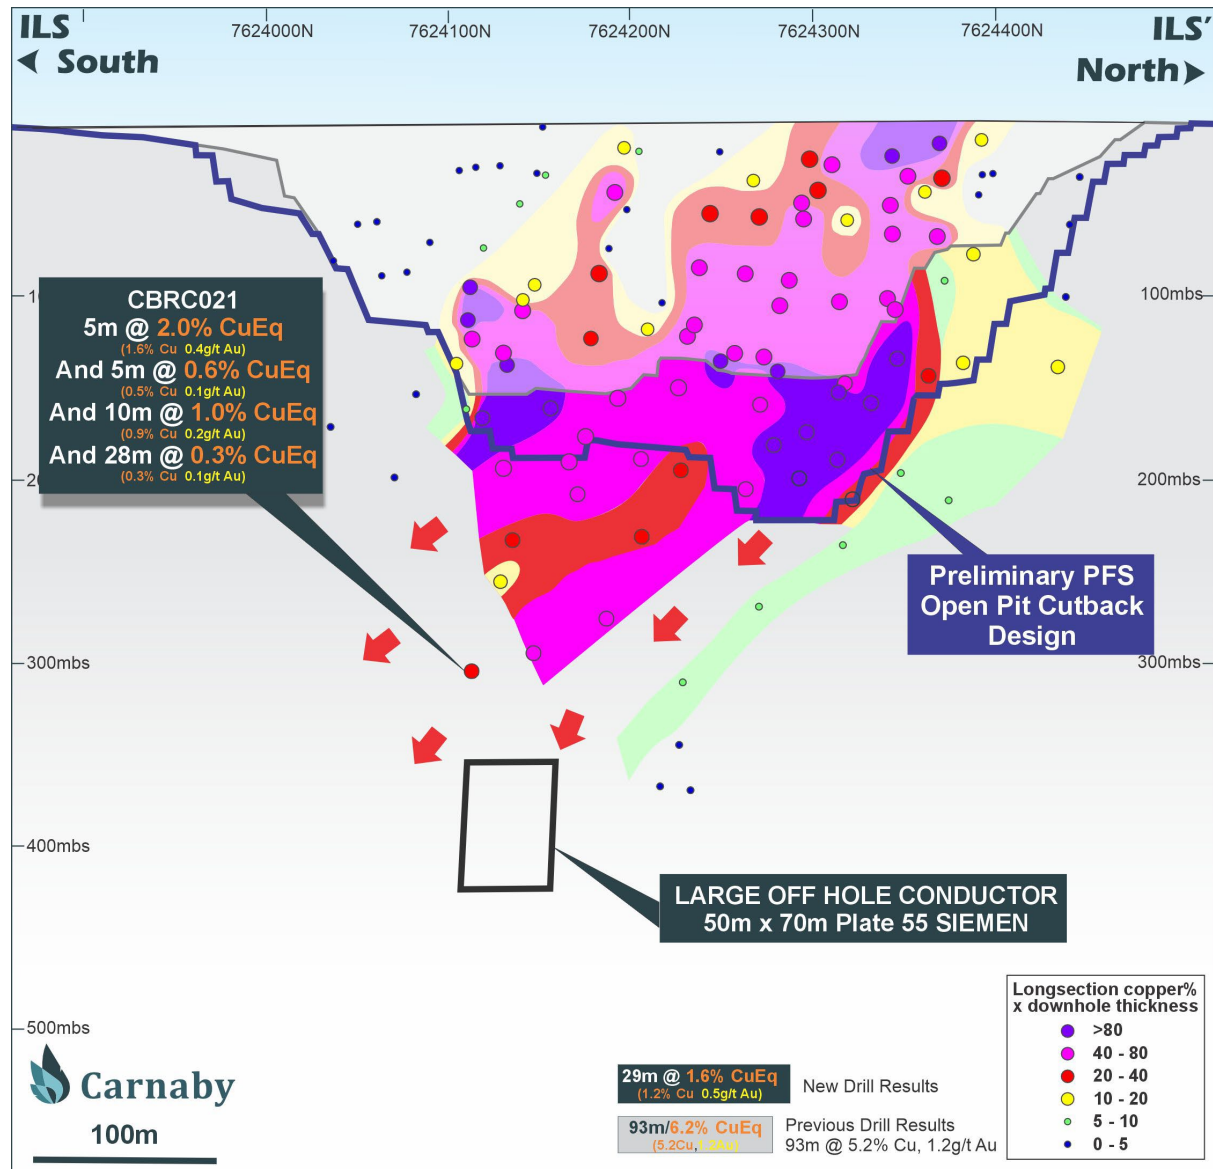 ILS
South
7624000N
7624100N
7624200N
7624300N
7624400N
ILS'
North
100mbs
200mbs
300mbs
300mbs
400mbs
500mbs
CBRC021
5m @ 2.0% CuEq
(1.6% Cu 0.4g/t Au)
And 5m @ 0.6% CuEq
(0.5% Cu 0.1g/t Au)
And 10m @ 1.0% CuEq
(0.9% Cu 0.2g/t Au)
And 28m @ 0.3% CuEq
(0.3% Cu 0.1g/t Au)
Preliminary PFS
Open Pit Cutback
Design
LARGE OFF HOLE CONDUCTOR
50m x 70m Plate 55 SIEMEN
Longsection copper%
x downhole thickness
>80
40 - 80
20 - 40
10 - 20
5 - 10
0 - 5
29m @ 1.6% CuEq
(1.2% Cu 0.5g/t Au)
New Drill Results
93m/6.2% CuEq
(5.2Cu,1.2Au)
Previous Drill Results
93m @ 5.2% Cu, 1.2g/t Au
Carnaby
100m